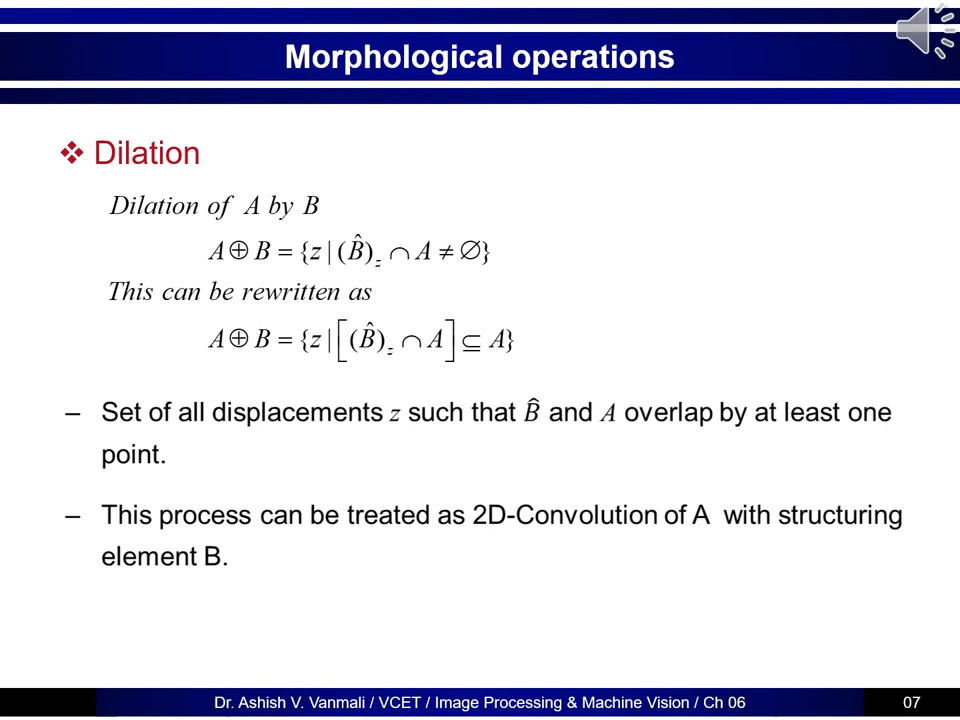 Morphological operations
❖ Dilation
Dilation of A by B
A ⊕ B = {z | (B̂)z ∩ A ≠ ∅}
This can be rewritten as
A ⊕ B = {z | [(B̂)z ∩ A] ⊆ A}
– Set of all displacements z such that B̂ and A overlap by at least one
point.
– This process can be treated as 2D-Convolution of A with structuring
element B.
Dr. Ashish V. Vanmali / VCET / Image Processing & Machine Vision / Ch 06
07